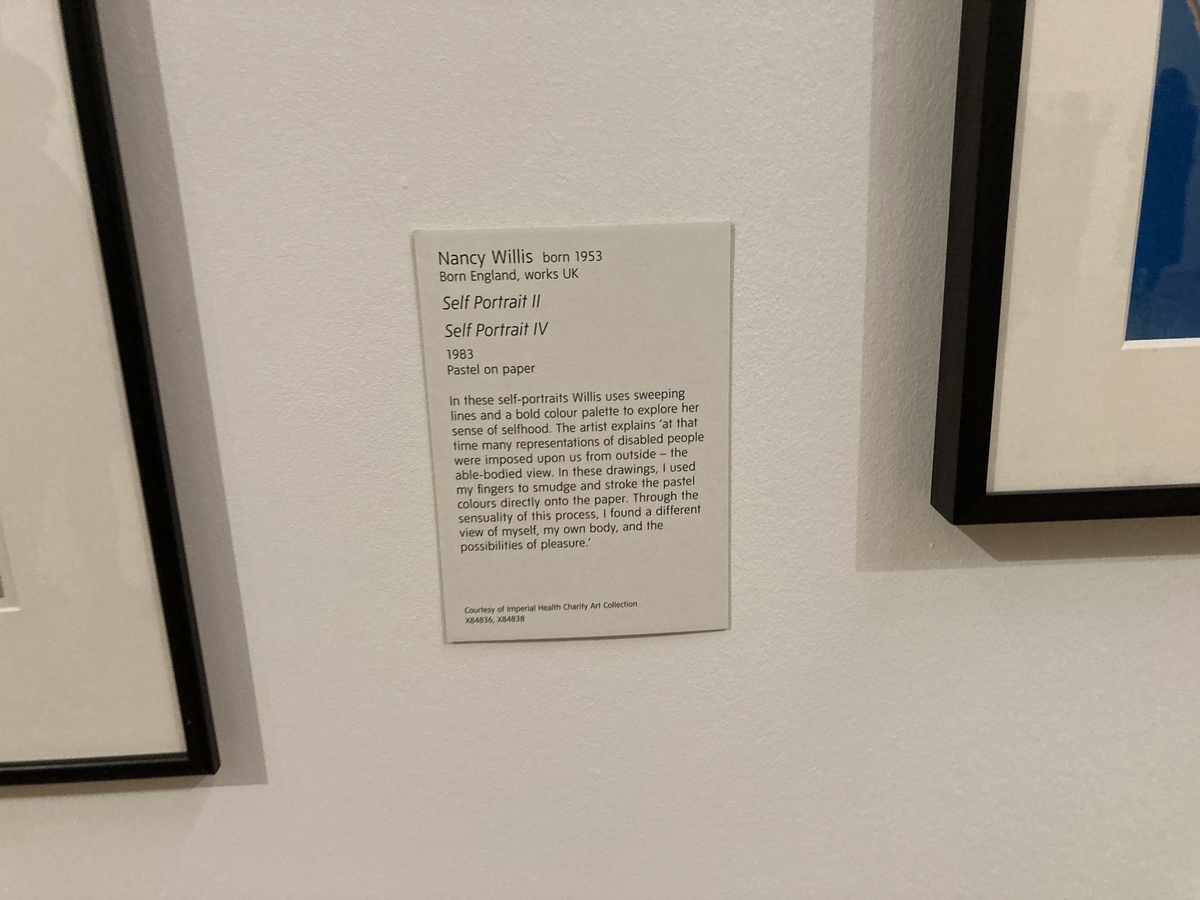 Nancy Willis born 1953
Born England, works UK
Self Portrait II
Self Portrait IV
1983
Pastel on paper
In these self-portraits Willis uses sweeping
lines and a bold colour palette to explore her
sense of selfhood. The artist explains ‘at that
time many representations of disabled people
were imposed upon us from outside – the
able-bodied view. In these drawings, I used
my fingers to smudge and stroke the pastel
colours directly onto the paper. Through the
sensuality of this process, I found a different
view of myself, my own body, and the
possibilities of pleasure.’
Courtesy of Imperial Health Charity Art Collection
X84836, X84838